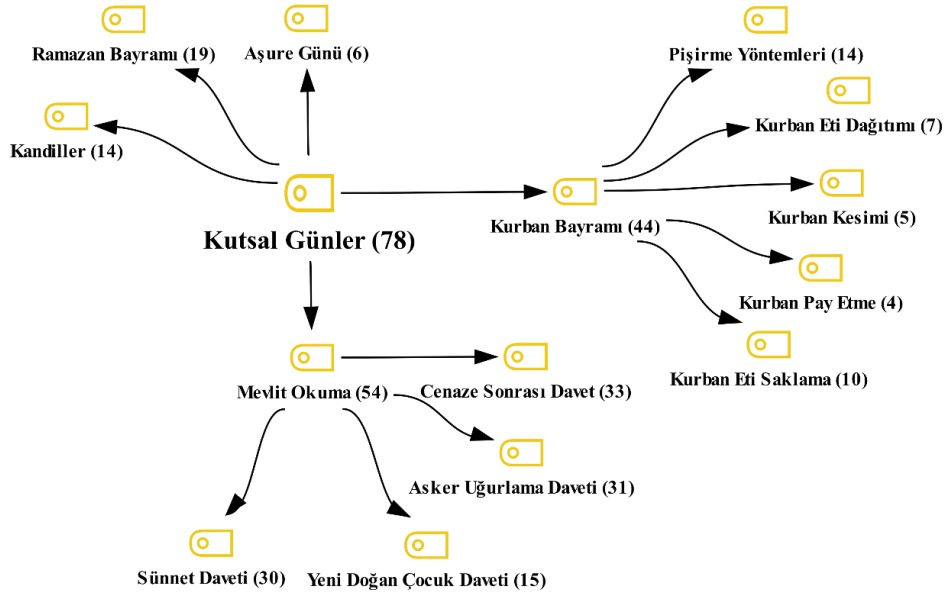 Ramazan Bayramı (19)
Aşure Günü (6)
Pişirme Yöntemleri (14)
Kurban Eti Dağıtımı (7)
Kandiller (14)
Kurban Kesimi (5)
Kutsal Günler (78)
Kurban Bayramı (44)
Kurban Pay Etme (4)
Kurban Eti Saklama (10)
Mevlit Okuma (54)
Cenaze Sonrası Davet (33)
Asker Uğurlama Daveti (31)
Sünnet Daveti (30)
Yeni Doğan Çocuk Daveti (15)